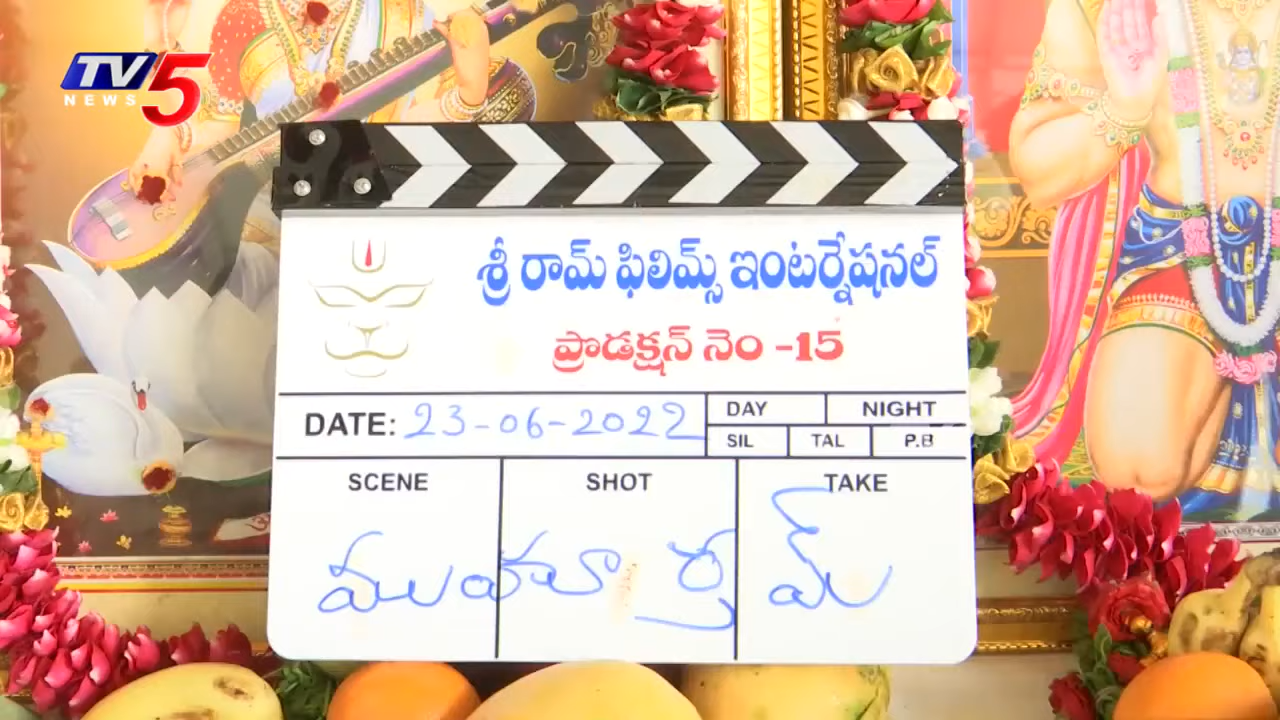 TV5
NEWS
శ్రీ రామ్ ఫిలిమ్స్ ఇంటర్నేషనల్
ప్రొడక్షన్ నెం -15
DATE: 23-06-2022
DAY NIGHT
SIL TAL P.B
SCENE SHOT TAKE
ముహూర్తమ్